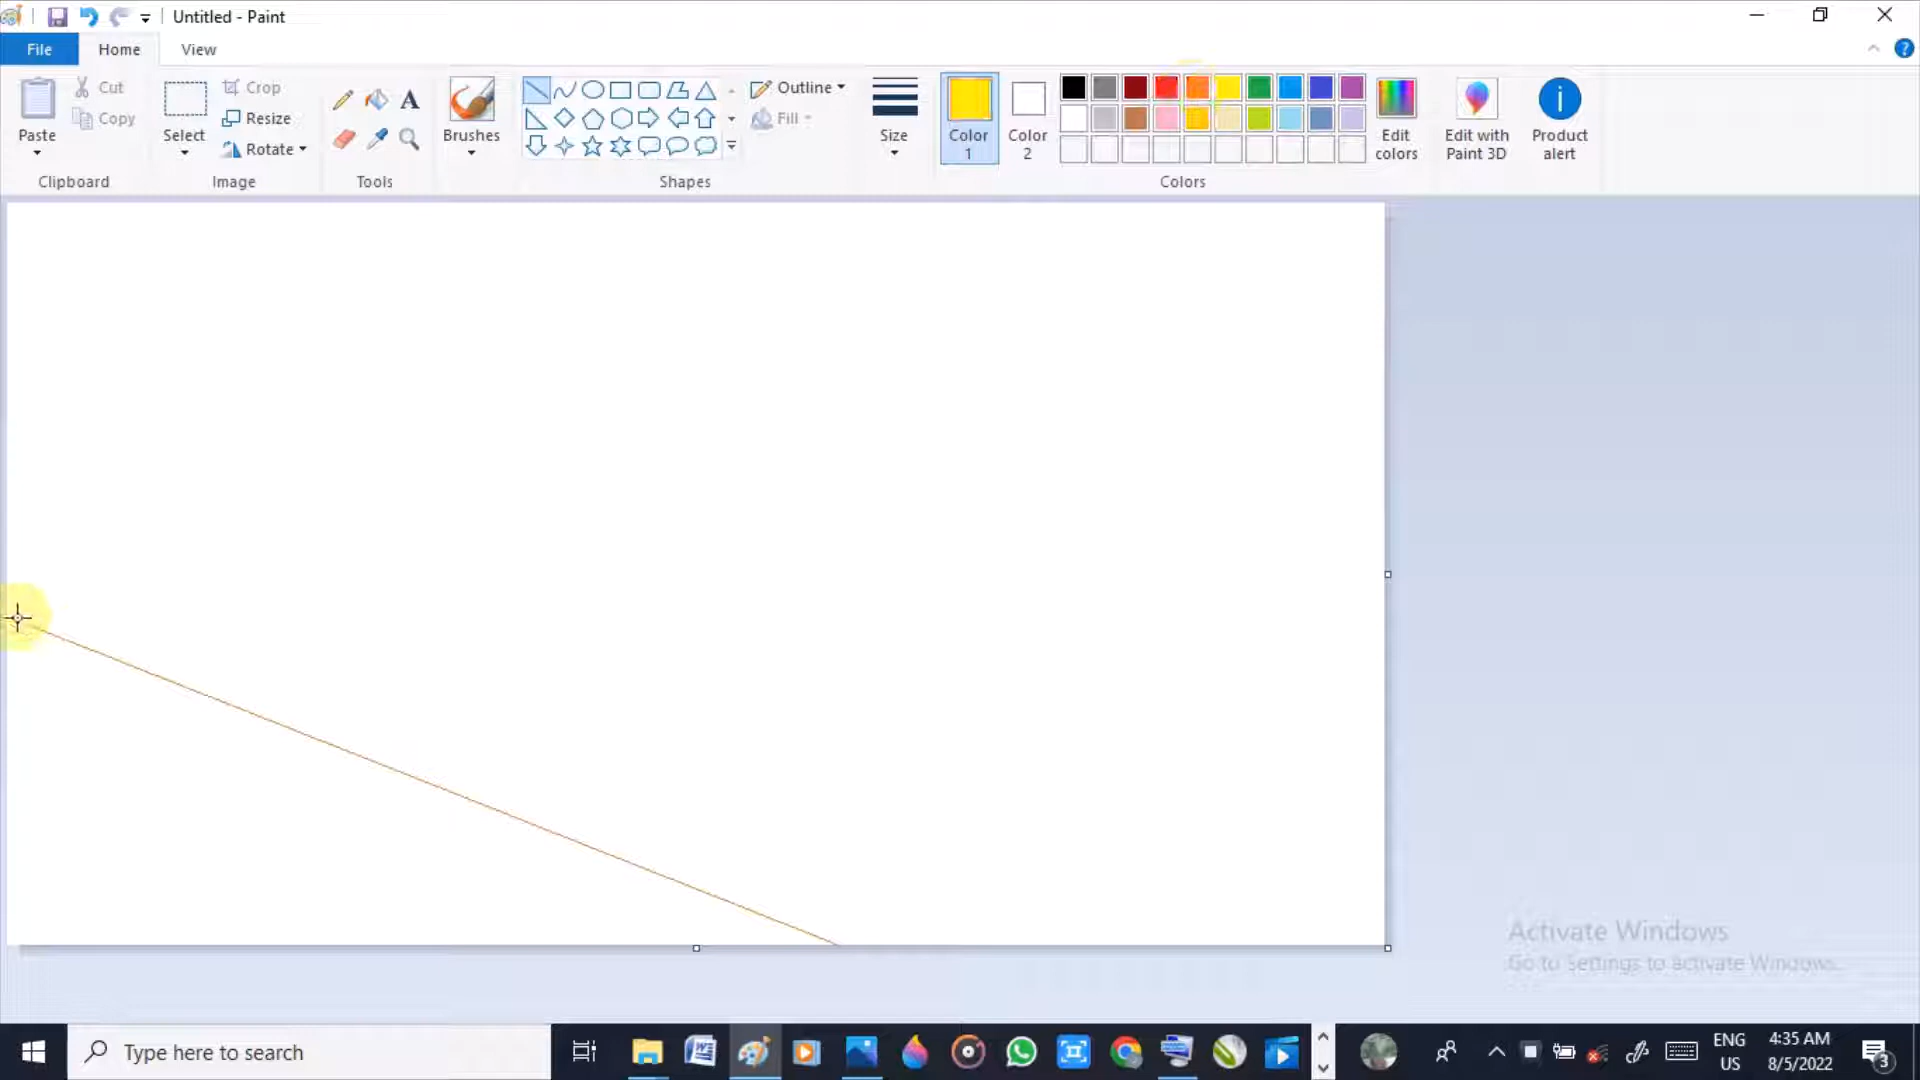 Untitled - Paint
File Home View
Paste
Cut
Copy
Clipboard
Select
Crop
Resize
Rotate
Image
A
Tools
Brushes
Shapes
Outline
Fill
Size
Color 1
Color 2
Colors
Edit colors
Edit with Paint 3D
Product alert
Activate Windows
Go to Settings to activate Windows.
Type here to search
ENG
US
4:35 AM
8/5/2022
3